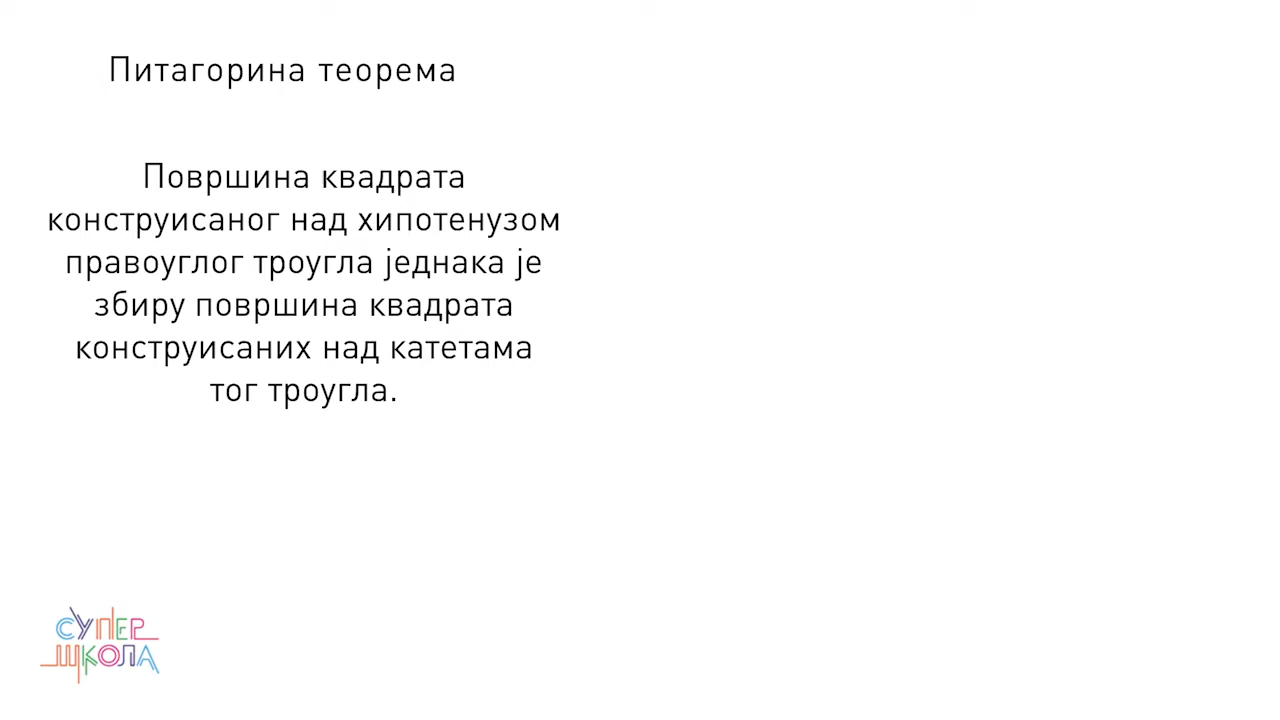 Питагорина теорема
Површина квадрата
конструисаног над хипотенузом
правоуглог троугла једнака је
збиру површина квадрата
конструисаних над катетама
тог троугла.
СУПЕР
ШКОЛА